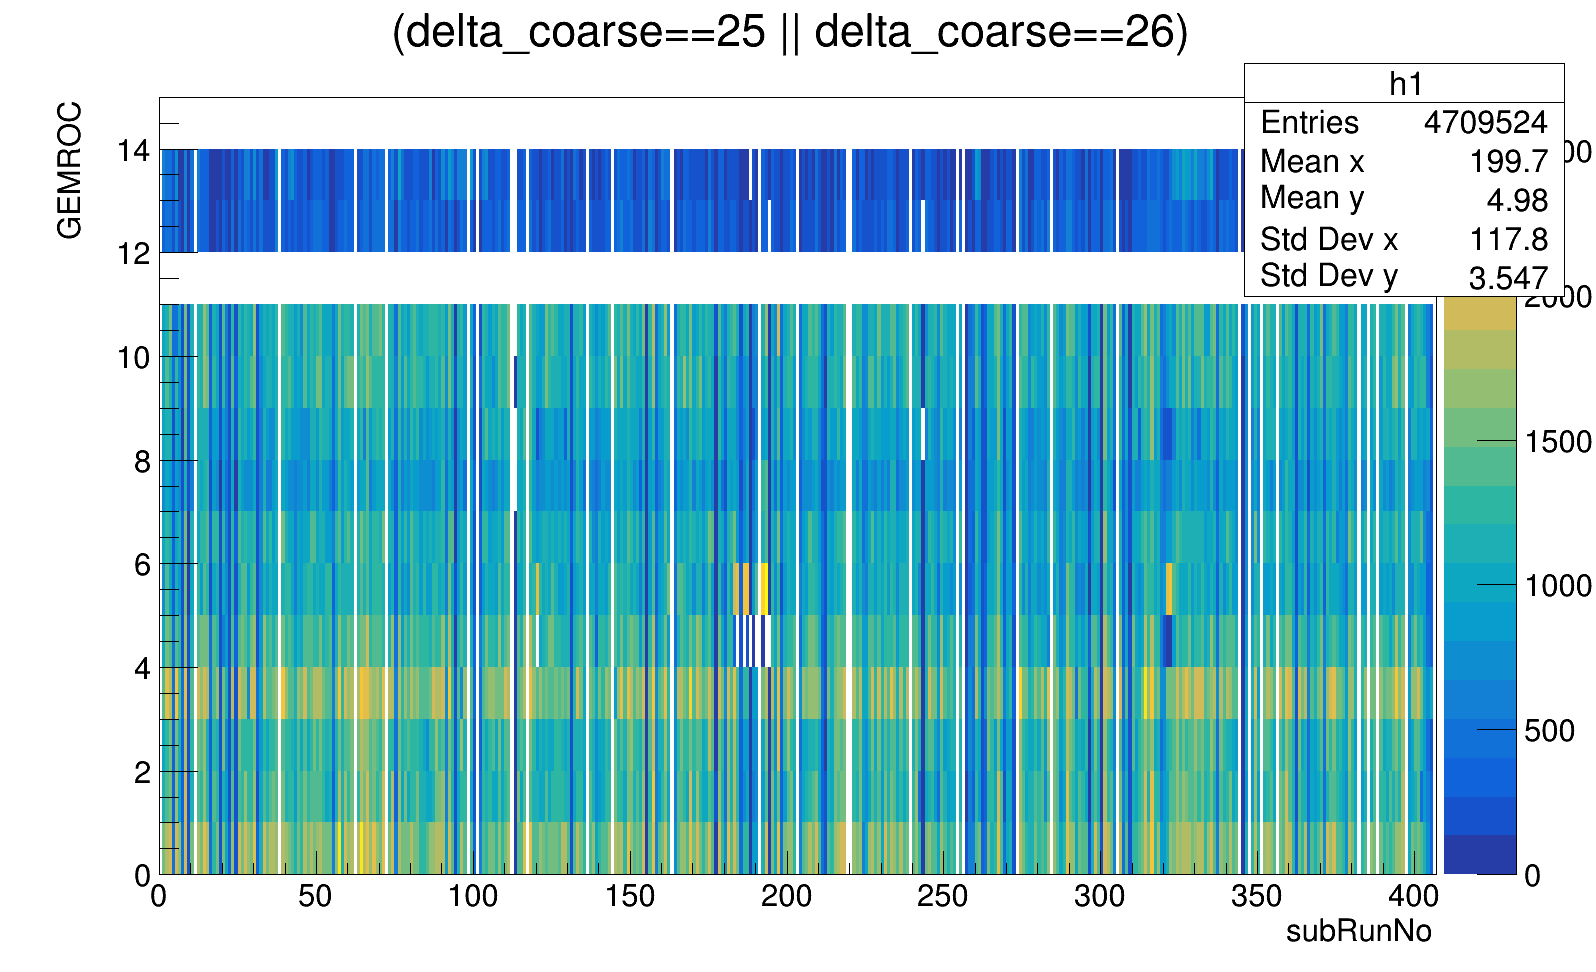 (delta_coarse==25 || delta_coarse==26)
h1
Entries 4709524
Mean x 199.7
Mean y 4.98
Std Dev x 117.8
Std Dev y 3.547
GEMROC
14
12
10
8
6
4
2
0
0 50 100 150 200 250 300 350 400
subRunNo
2000
1500
1000
500
0